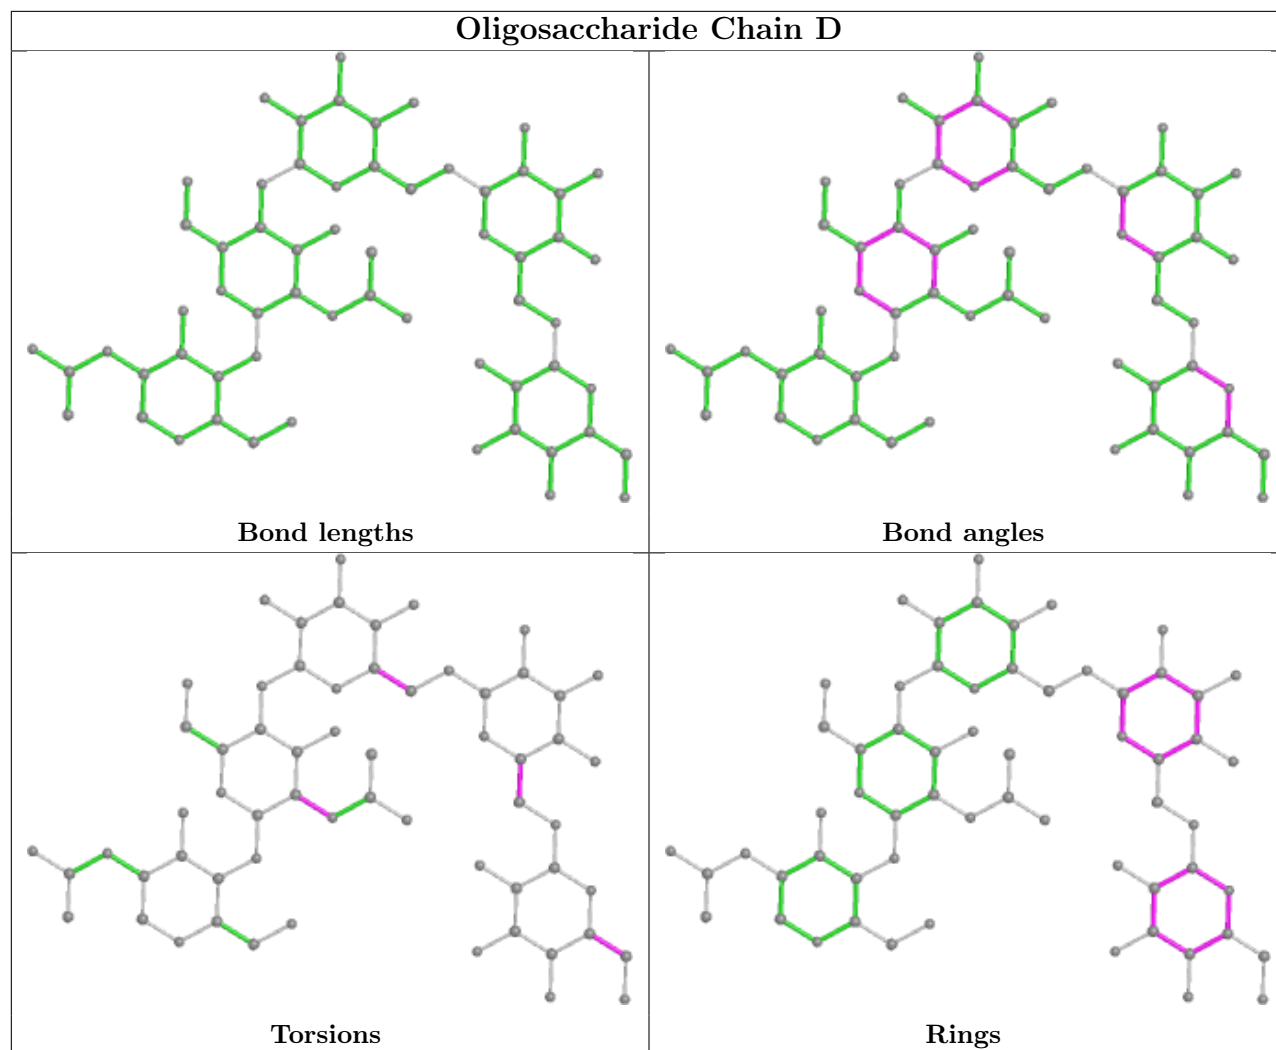 Oligosaccharide Chain D
Bond lengths
Bond angles
Torsions
Rings